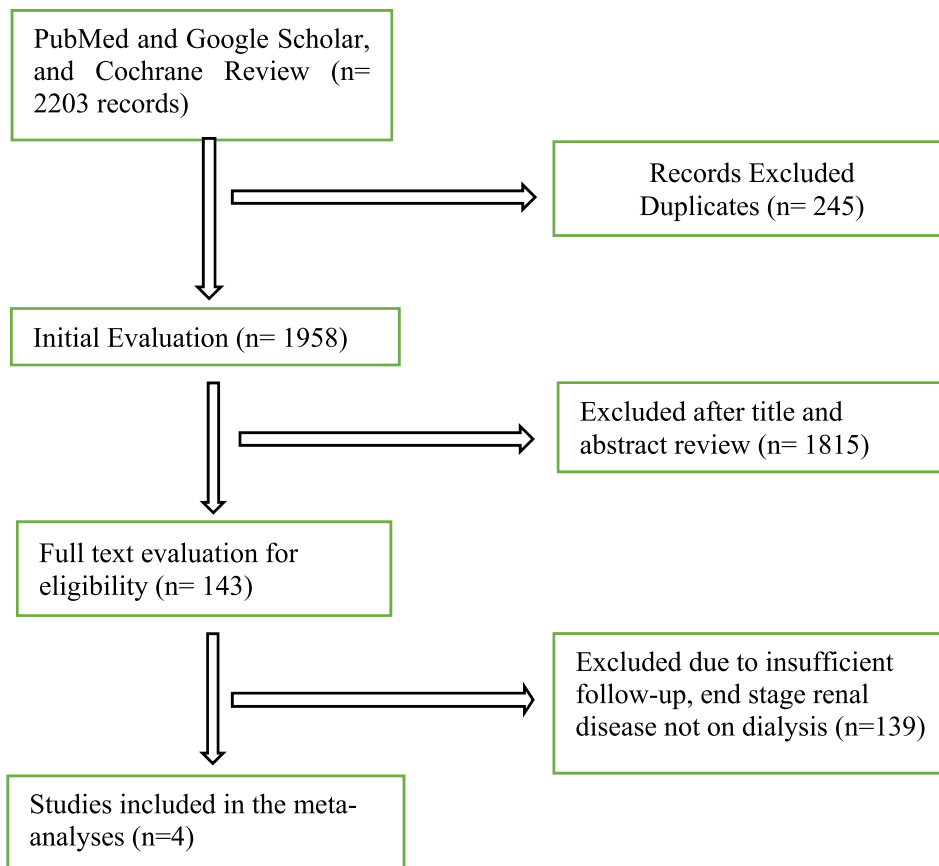 PubMed and Google Scholar,
and Cochrane Review (n=
2203 records)
Records Excluded
Duplicates (n= 245)
Initial Evaluation (n= 1958)
Excluded after title and
abstract review (n= 1815)
Full text evaluation for
eligibility (n= 143)
Excluded due to insufficient
follow-up, end stage renal
disease not on dialysis (n=139)
Studies included in the meta-
analyses (n=4)